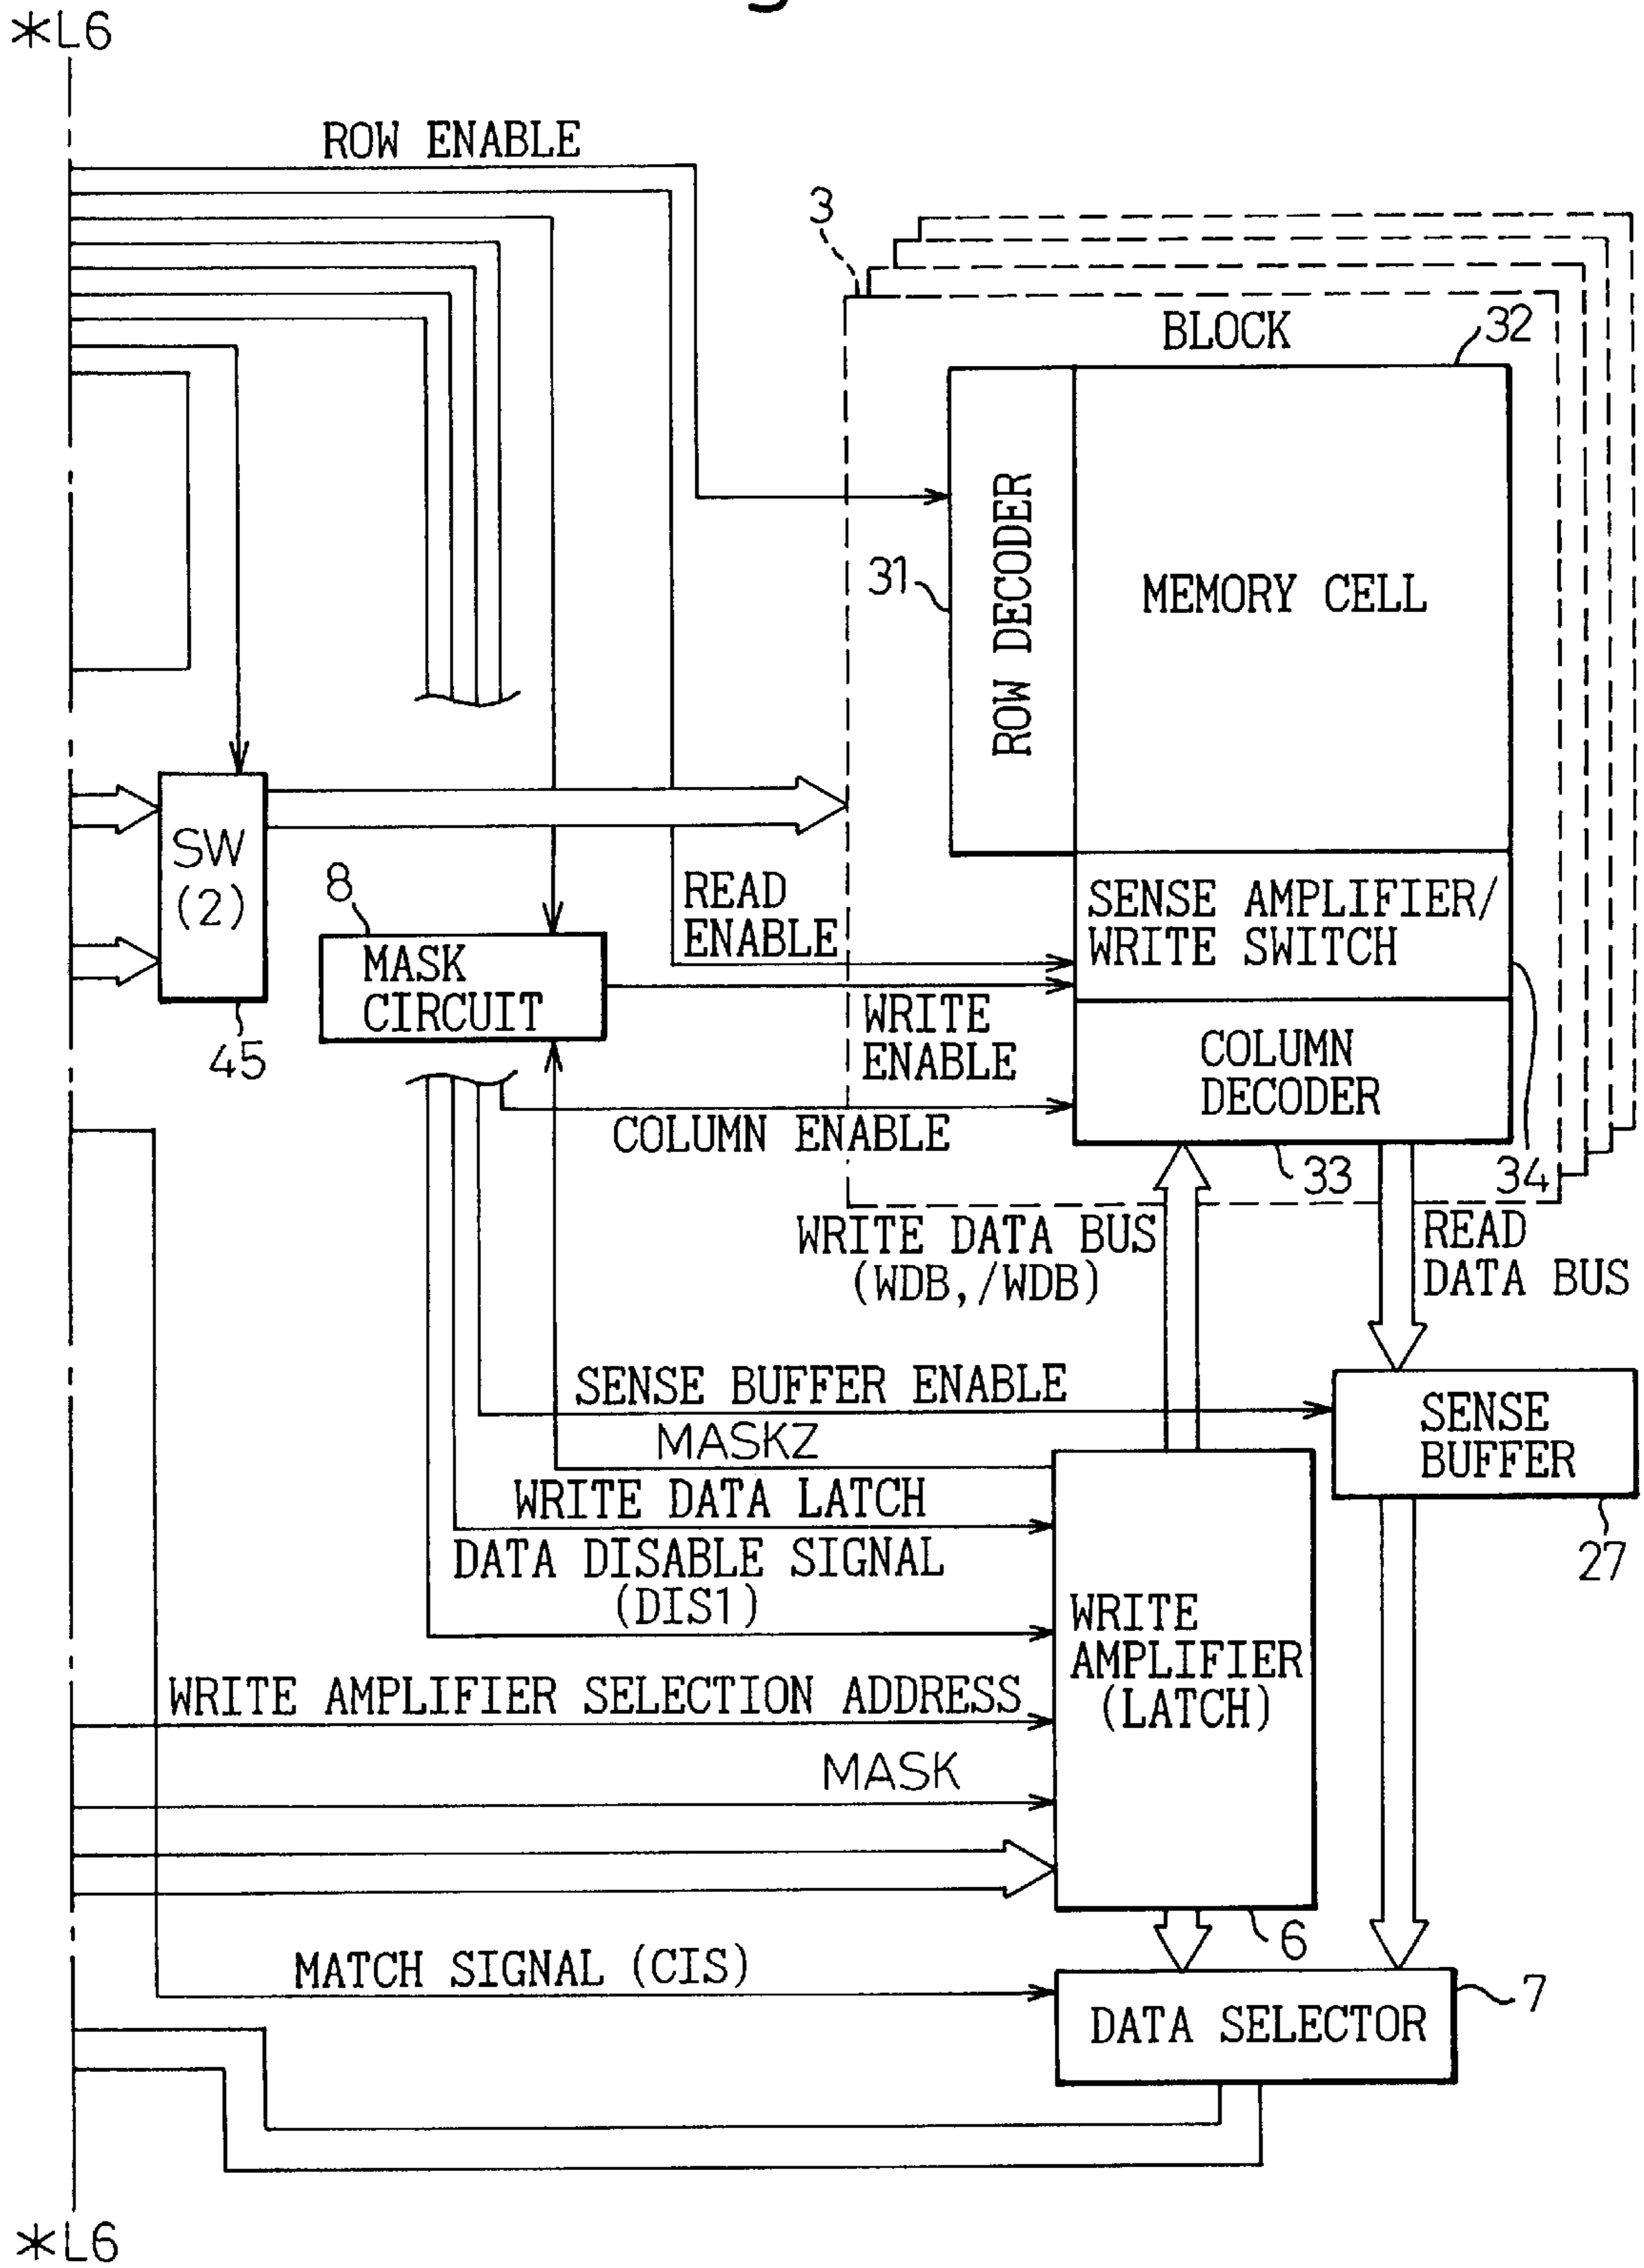 *L6
ROW ENABLE
3
BLOCK
32
ROW DECODER
MEMORY CELL
31
SW
(2)
45
8
MASK
CIRCUIT
READ
ENABLE
SENSE AMPLIFIER/
WRITE SWITCH
WRITE
ENABLE
COLUMN
DECODER
COLUMN ENABLE
33
34
WRITE DATA BUS
(WDB,/WDB)
READ
DATA BUS
SENSE BUFFER ENABLE
SENSE
BUFFER
27
MASKZ
WRITE DATA LATCH
DATA DISABLE SIGNAL
(DIS1)
WRITE
AMPLIFIER
(LATCH)
WRITE AMPLIFIER SELECTION ADDRESS
MASK
6
MATCH SIGNAL (CIS)
7
DATA SELECTOR
*L6